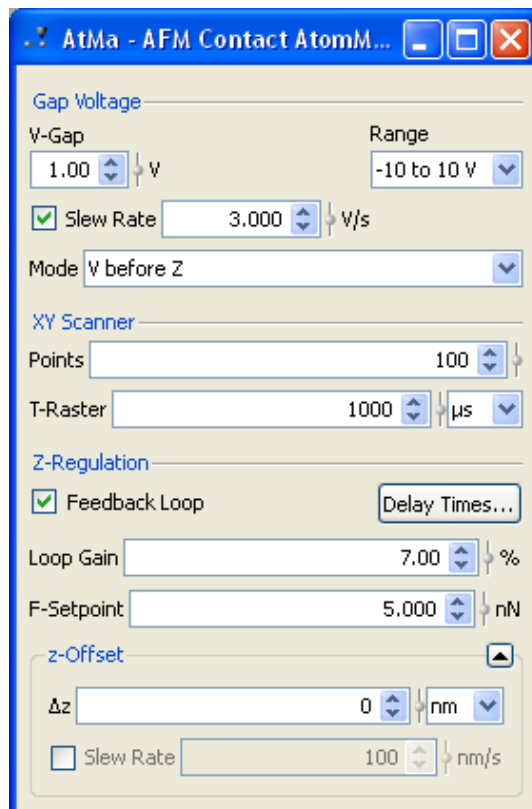 AtMa - AFM Contact AtomM...
Gap Voltage
V-Gap Range
1.00 V -10 to 10 V
Slew Rate 3.000 V/s
Mode V before Z
XY Scanner
Points 100
T-Raster 1000 µs
Z-Regulation
Feedback Loop Delay Times...
Loop Gain 7.00 %
F-Setpoint 5.000 nN
z-Offset
Δz 0 nm
Slew Rate 100 nm/s